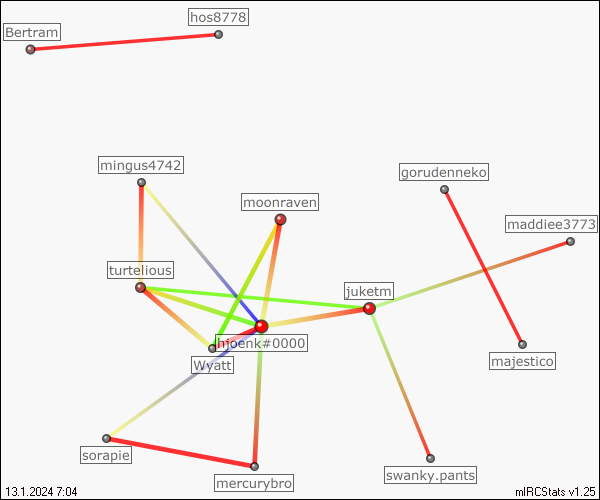 hos8778
Bertram
mingus4742
gorudenneko
moonraven
maddiee3773
turtelious
juketm
hjoenk#0000
majestico
Wyatt
sorapie
swanky.pants
mercurybro
13.1.2024 7:04
mIRCStats v1.25